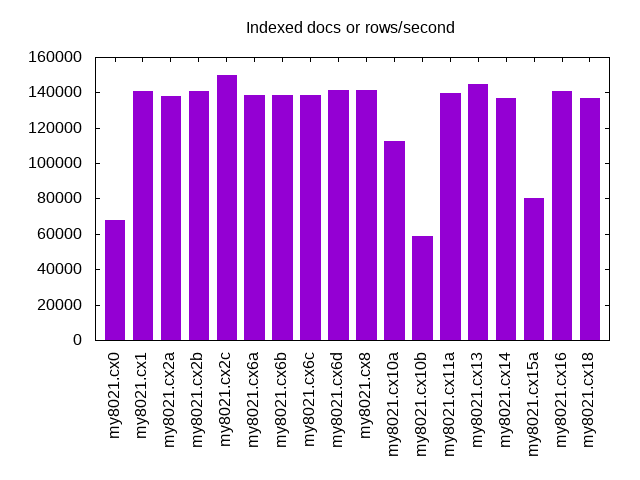 Indexed docs or rows/second
160000
140000
120000
100000
80000
60000
40000
20000
0
my8021.cx0
my8021.cx1
my8021.cx2a
my8021.cx2b
my8021.cx2c
my8021.cx6a
my8021.cx6b
my8021.cx6c
my8021.cx6d
my8021.cx8
my8021.cx10a
my8021.cx10b
my8021.cx11a
my8021.cx13
my8021.cx14
my8021.cx15a
my8021.cx16
my8021.cx18